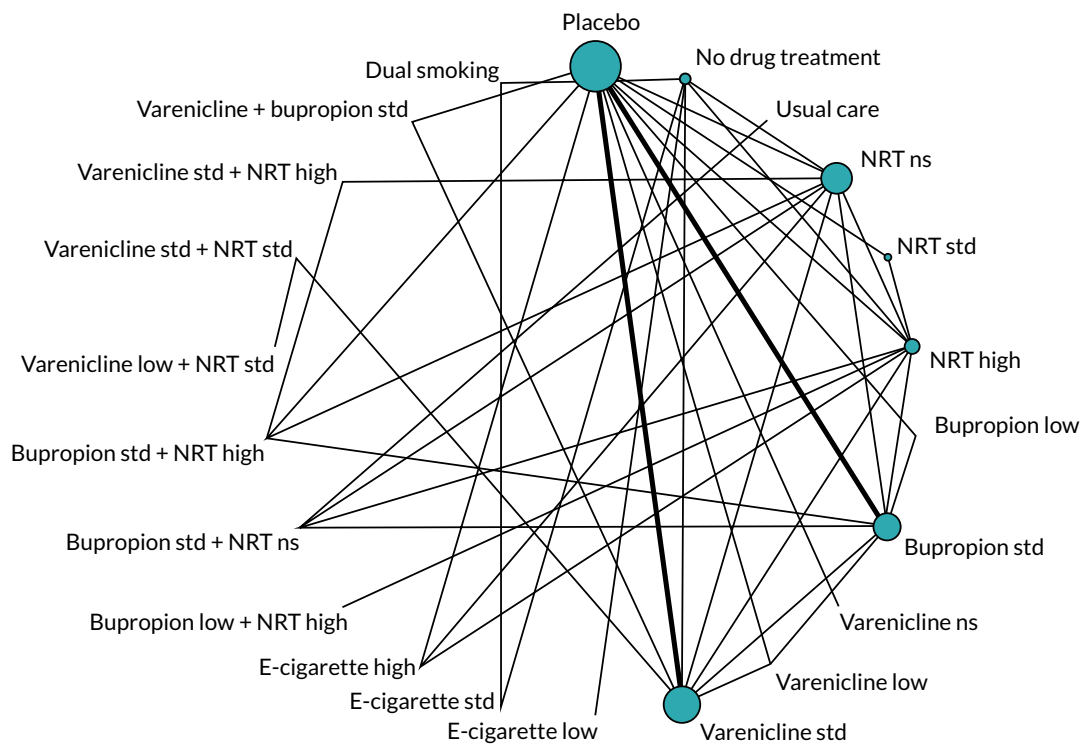 Placebo
No drug treatment
Dual smoking
Varenicline + bupropion std
Usual care
NRT ns
Varenicline std + NRT high
NRT std
Varenicline std + NRT std
NRT high
Varenicline low + NRT std
Bupropion low
Bupropion std + NRT high
Bupropion std + NRT ns
Bupropion std
Bupropion low + NRT high
Varenicline ns
E-cigarette high
Varenicline low
E-cigarette std
E-cigarette low
Varenicline std